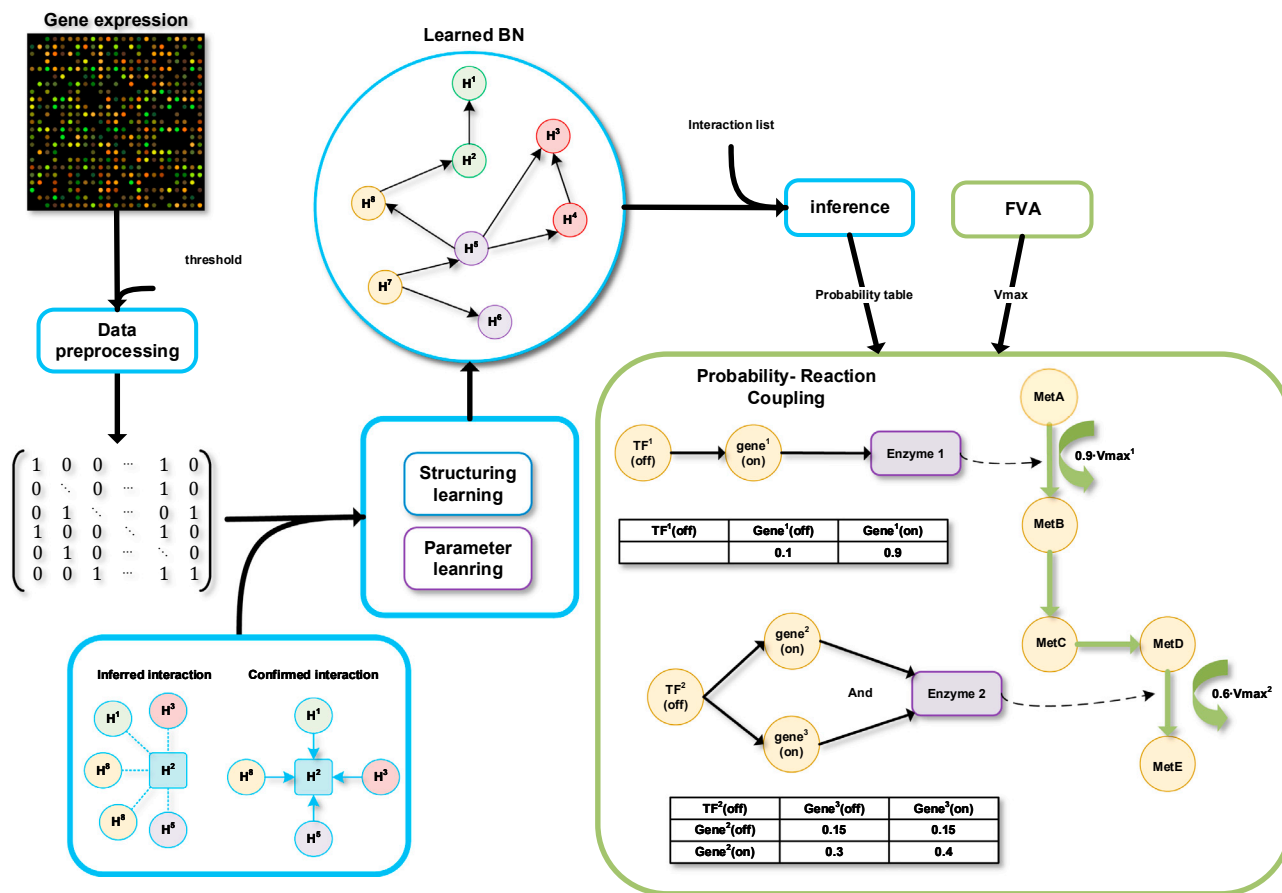 Gene expression
threshold
Data
preprocessing
1 0 0 ⋯ 1 0
0 ⋱ 0 ⋯ 1 0
0 1 ⋱ ⋯ 0 1
1 0 0 ⋱ 1 0
0 1 0 ⋯ ⋱ 0
0 0 1 ⋯ 1 1
Inferred interaction
H¹
H³
H⁸
H²
H⁸
H⁵
Confirmed interaction
H¹
H⁸
H²
H³
H⁵
Structuring
learning
Parameter
leanring
Learned BN
H¹
H³
H²
H⁸
H⁴
H⁵
H⁷
H⁶
Interaction list
inference
FVA
Probability table
Vmax
Probability- Reaction
Coupling
MetA
TF¹
(off)
gene¹
(on)
Enzyme 1
0.9·Vmax¹
MetB
TF¹(off) Gene¹(off) Gene¹(on)
0.1 0.9
MetC
MetD
gene²
(on)
TF²
(off)
And
Enzyme 2
0.6·Vmax²
gene³
(on)
MetE
TF²(off) Gene³(off) Gene³(on)
Gene²(off) 0.15 0.15
Gene²(on) 0.3 0.4